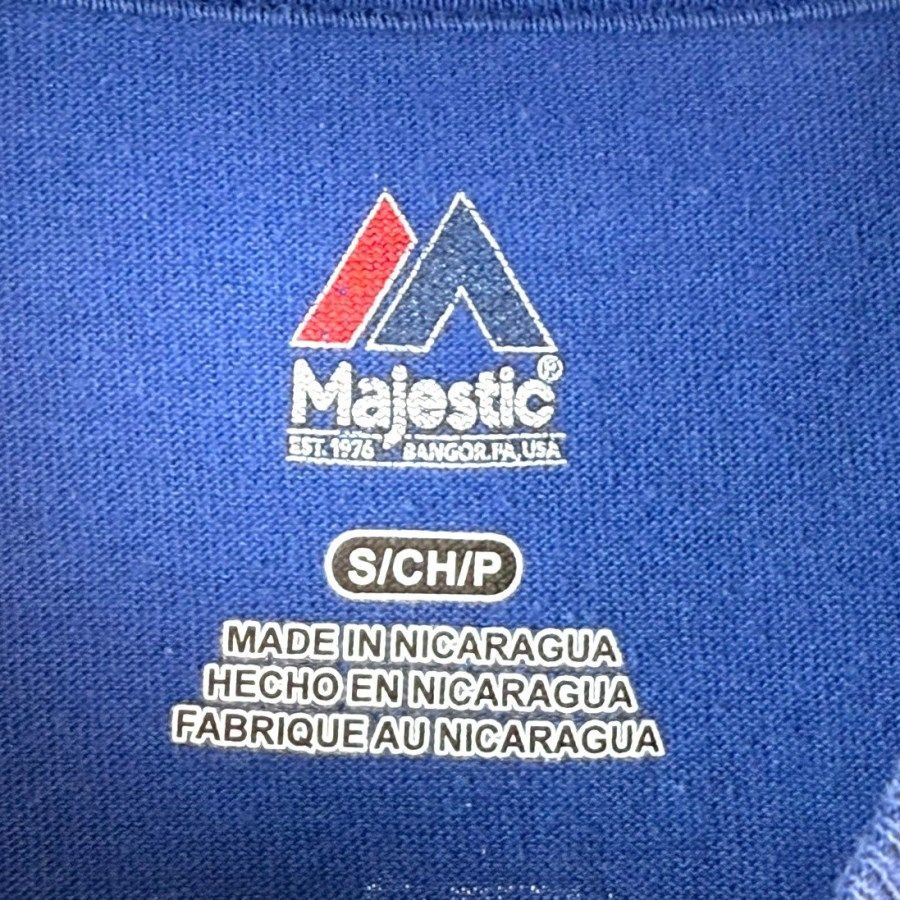 Majestic®
EST. 1976 BANGOR, PA, USA
S/CH/P
MADE IN NICARAGUA
HECHO EN NICARAGUA
FABRIQUE AU NICARAGUA